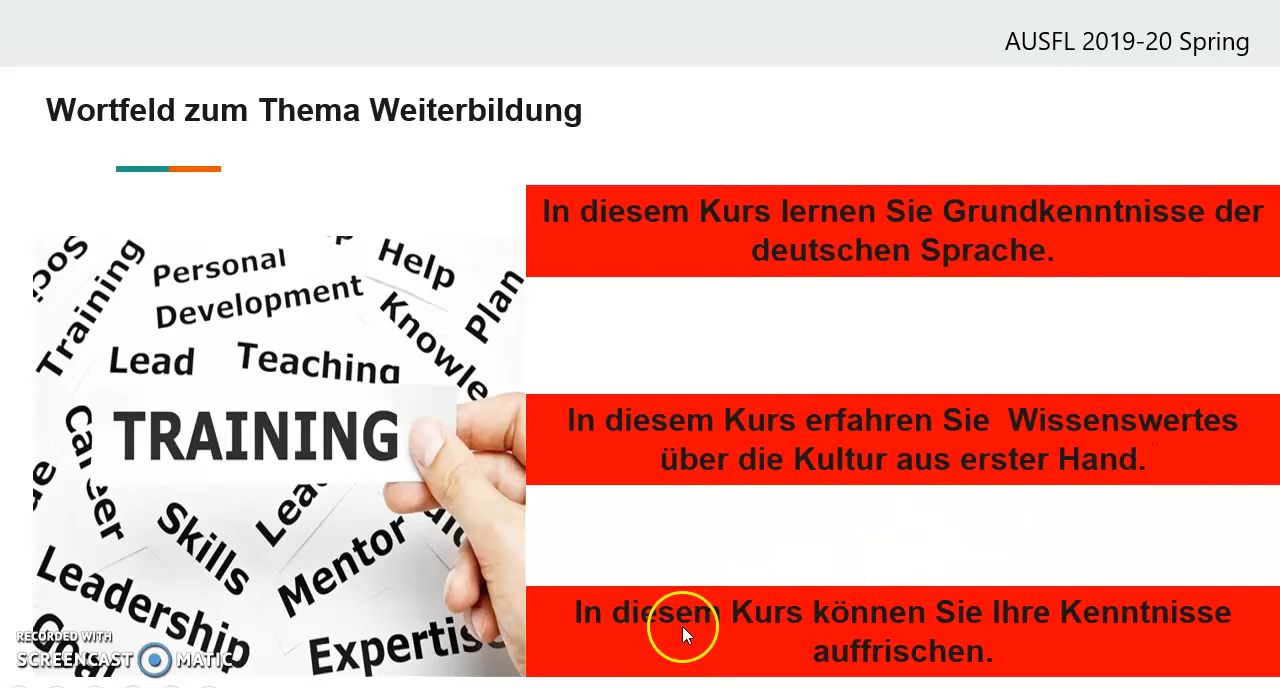 AUSFL 2019-20 Spring
Wortfeld zum Thema Weiterbildung
In diesem Kurs lernen Sie Grundkenntnisse der
deutschen Sprache.
In diesem Kurs erfahren Sie Wissenswertes
über die Kultur aus erster Hand.
In diesem Kurs können Sie Ihre Kenntnisse
auffrischen.
Training
Personal
Development
Help
Plan
Lead
Teaching
TRAINING
Skills
Mentor
Leadership
RECORDED WITH
SCREENCAST MATIC